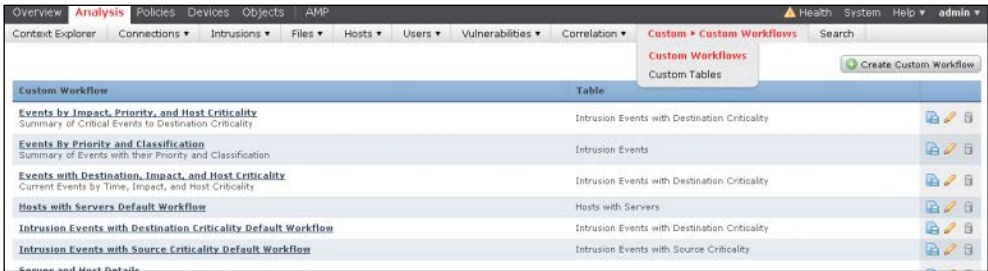 Overview Analysis Policies Devices Objects AMP Health System Help admin
Context Explorer Connections Intrusions Files Hosts Users Vulnerabilities Correlation Custom Custom Workflows Search
Custom Workflows
Custom Tables
Create Custom Workflow
Custom Workflow Table
Events by Impact, Priority, and Host Criticality
Summary of Critical Events to Destination Criticality
Intrusion Events with Destination Criticality
Events By Priority and Classification
Summary of Events with their Priority and Classification
Intrusion Events
Events with Destination, Impact, and Host Criticality
Current Events by Time, Impact, and Host Criticality
Intrusion Events with Destination Criticality
Hosts with Servers Default Workflow Hosts with Servers
Intrusion Events with Destination Criticality Default Workflow Intrusion Events with Destination Criticality
Intrusion Events with Source Criticality Default Workflow Intrusion Events with Source Criticality
Server and Host Details